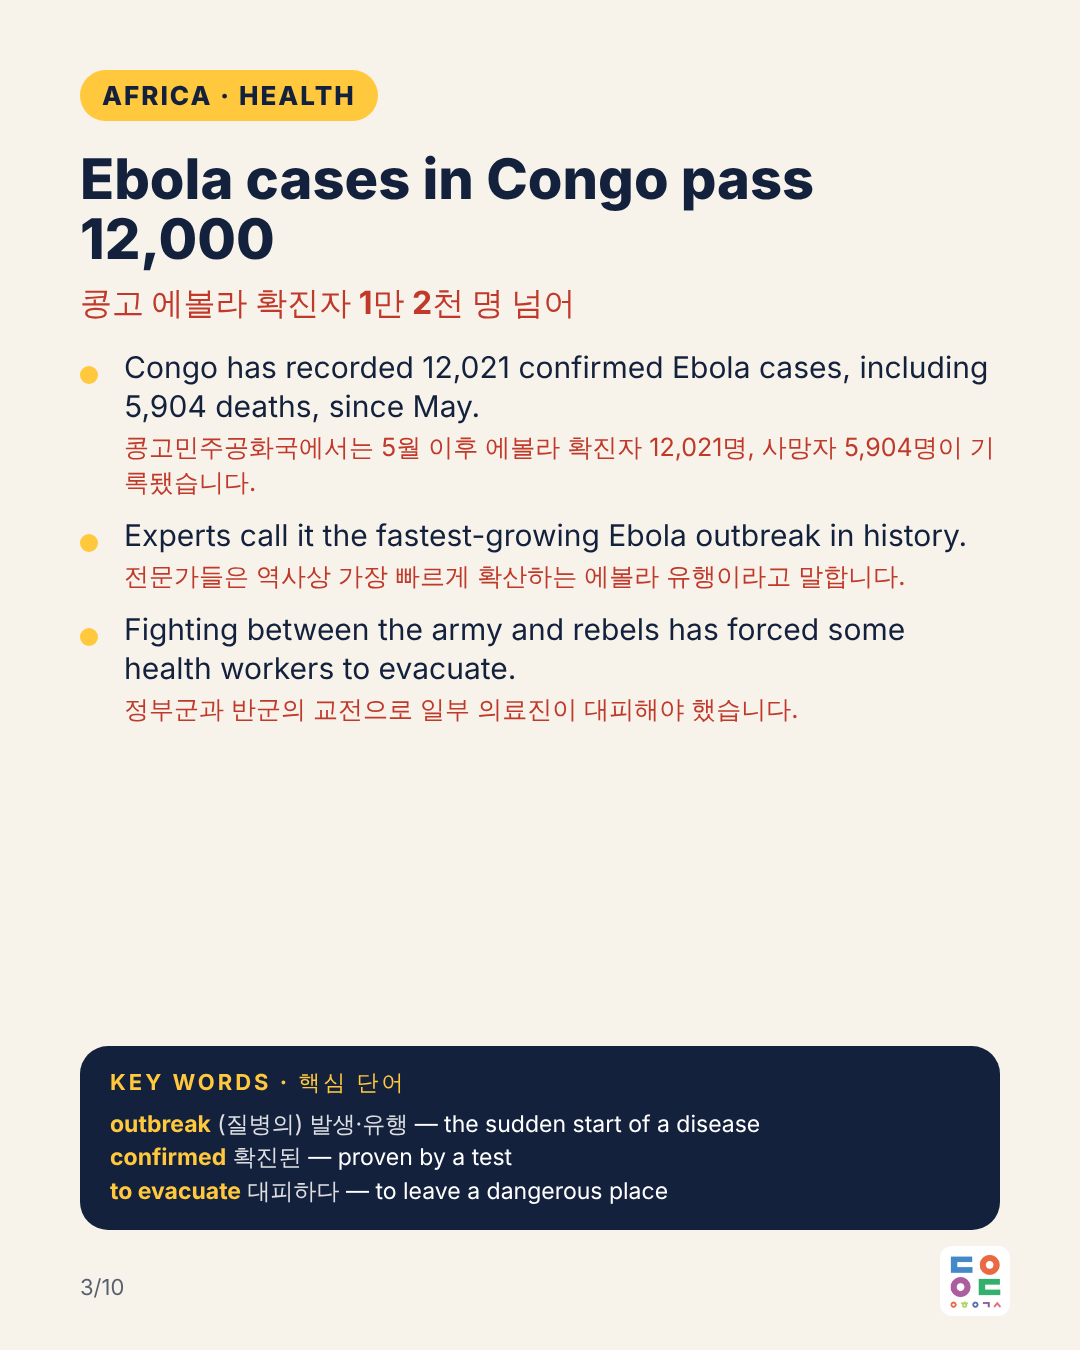 AFRICA · HEALTH
Ebola cases in Congo pass
12,000
콩고 에볼라 확진자 1만 2천 명 넘어
Congo has recorded 12,021 confirmed Ebola cases, including
5,904 deaths, since May.
콩고민주공화국에서는 5월 이후 에볼라 확진자 12,021명, 사망자 5,904명이 기
록됐습니다.
Experts call it the fastest-growing Ebola outbreak in history.
전문가들은 역사상 가장 빠르게 확산하는 에볼라 유행이라고 말합니다.
Fighting between the army and rebels has forced some
health workers to evacuate.
정부군과 반군의 교전으로 일부 의료진이 대피해야 했습니다.
KEY WORDS · 핵심 단어
outbreak (질병의) 발생·유행 — the sudden start of a disease
confirmed 확진된 — proven by a test
to evacuate 대피하다 — to leave a dangerous place
3/10